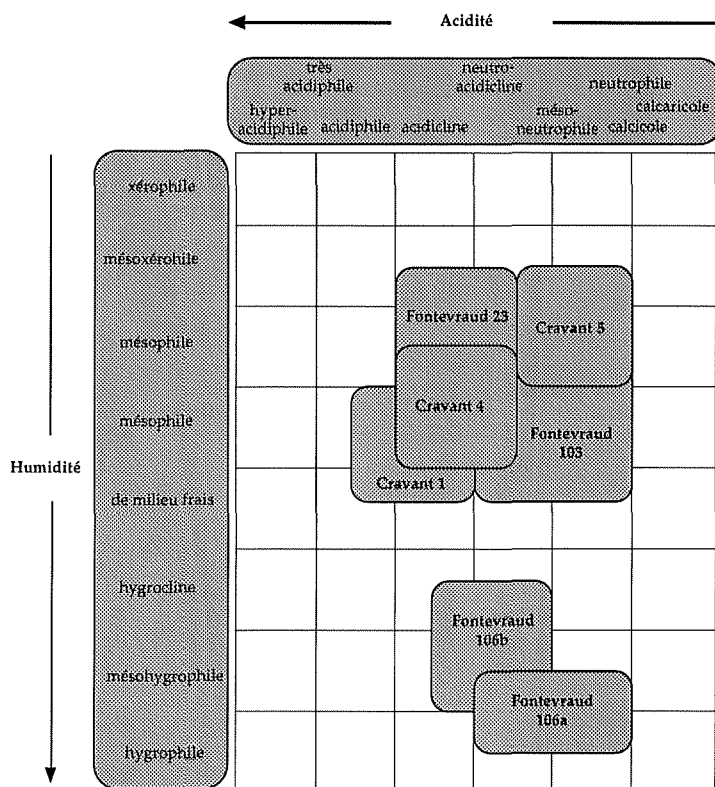 Acidité
très
acidiphile
neutro-
acidicline
neutrophile
calcaricole
hyper-
acidiphile
acidiphile
acidicline
méso-
neutrophile
calcicole
xérophile
mésoxérohile
mésophile
mésophile
Humidité
de milieu frais
hygrocline
mésohygrophile
hygrophile
Fontevraud 23
Cravant 5
Cravant 4
Fontevraud
103
Cravant 1
Fontevraud
106b
Fontevraud
106a